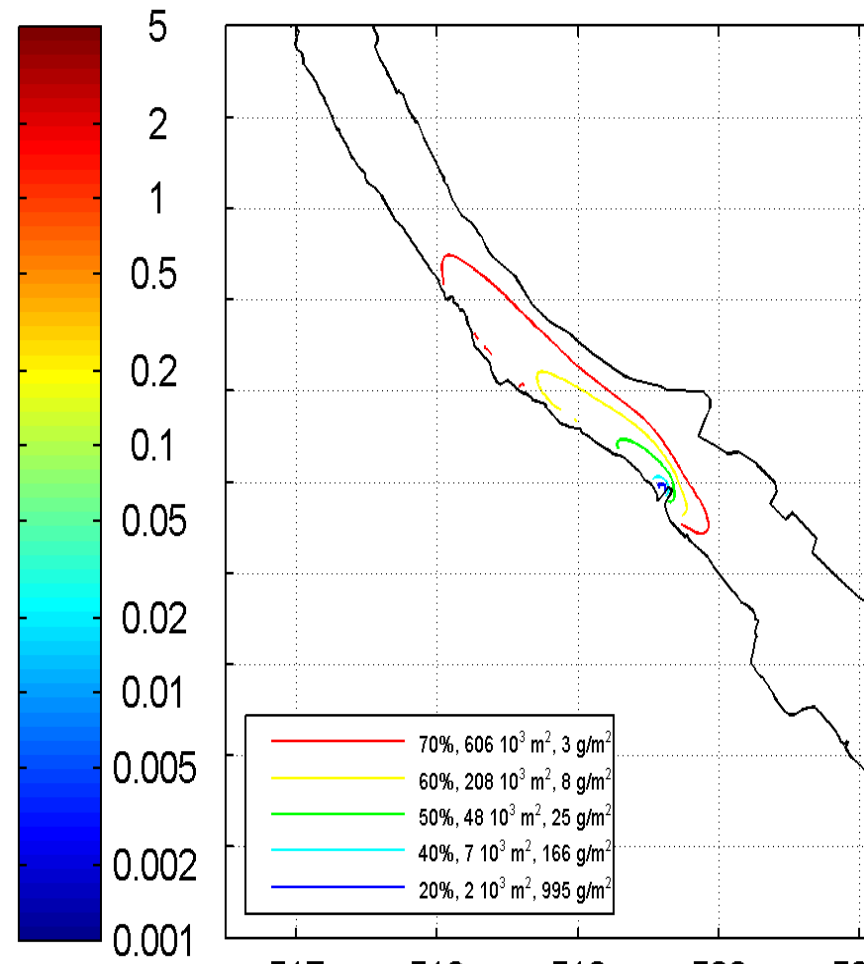 5
2
1
0.5
0.2
0.1
0.05
0.02
0.01
0.005
0.002
0.001
70%, 606 10³ m², 3 g/m²
60%, 208 10³ m², 8 g/m²
50%, 48 10³ m², 25 g/m²
40%, 7 10³ m², 166 g/m²
20%, 2 10³ m², 995 g/m²